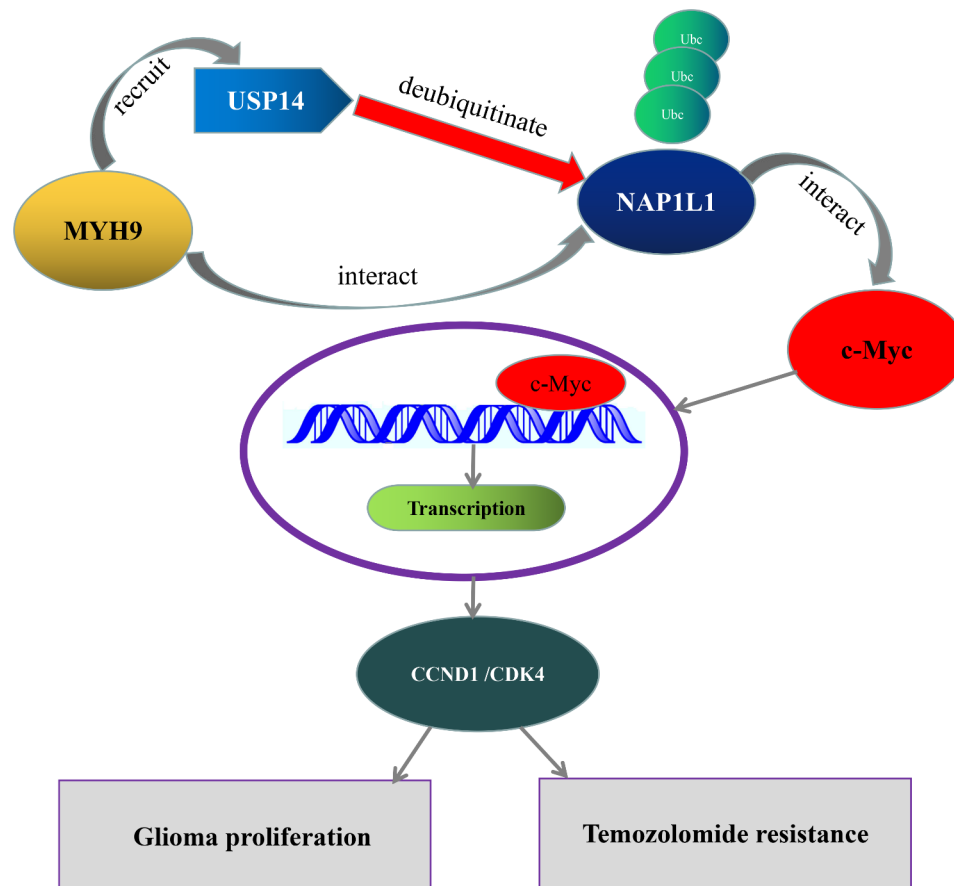 Ubc
Ubc
Ubc
recruit
USP14
deubiquitinate
MYH9
NAP1L1
interact
interact
c-Myc
c-Myc
Transcription
CCND1 /CDK4
Glioma proliferation
Temozolomide resistance